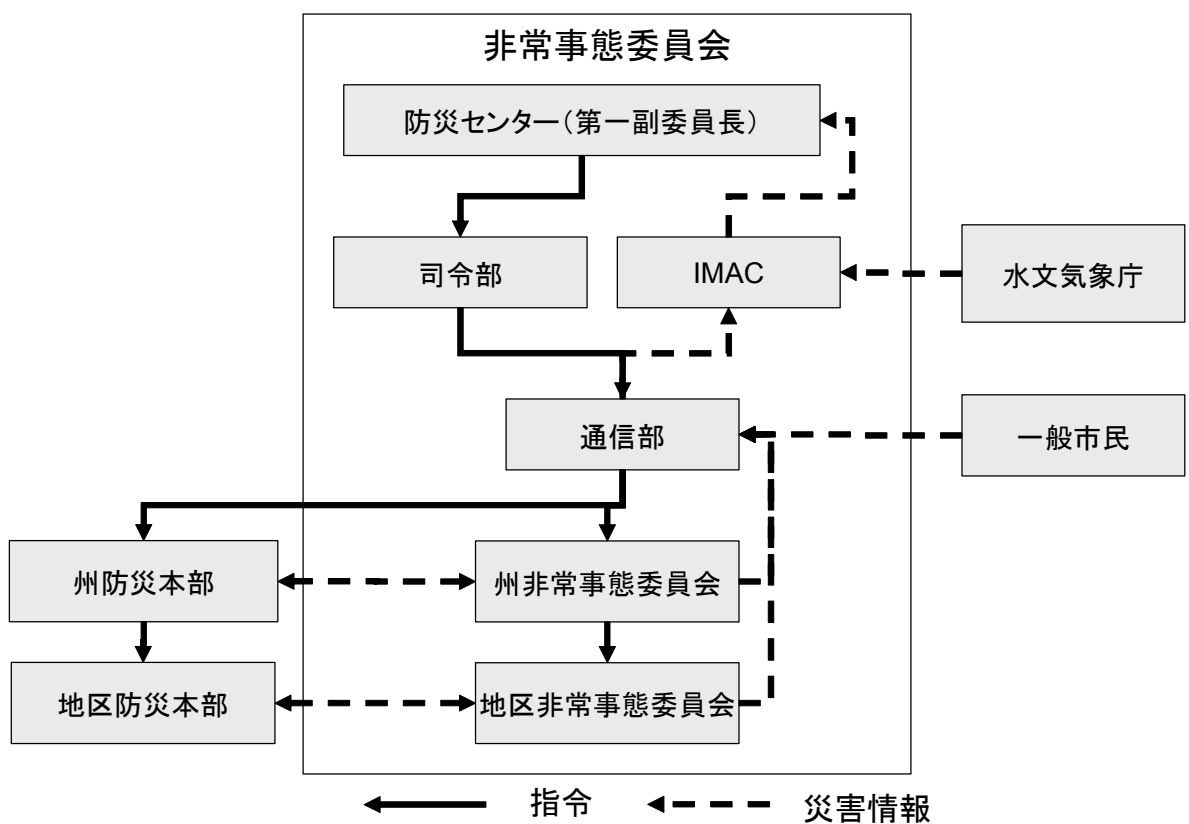 非常事態委員会
防災センター（第一副委員長）
司令部
IMAC
水文気象庁
通信部
一般市民
州防災本部
州非常事態委員会
地区防災本部
地区非常事態委員会
指令
災害情報